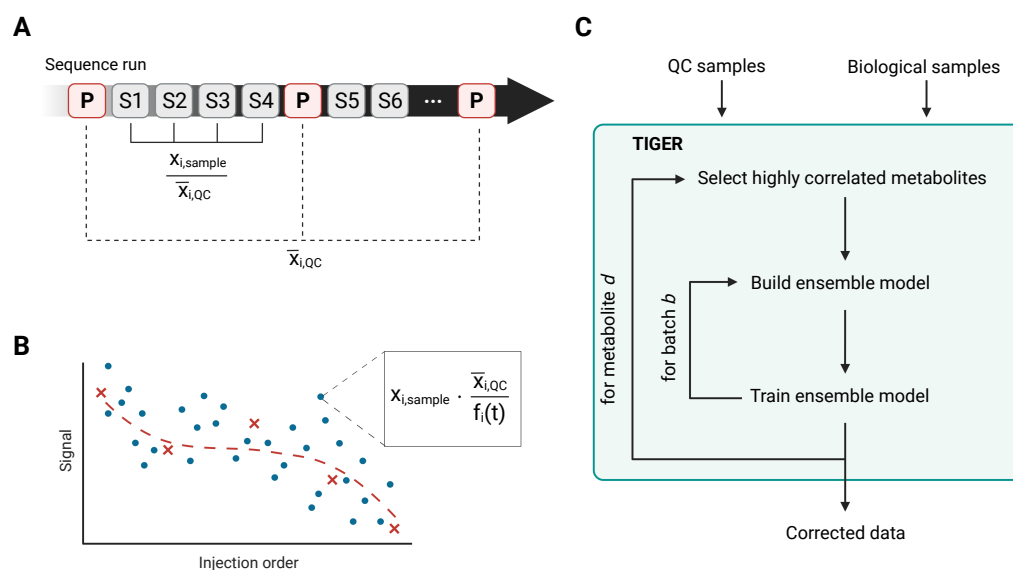 A
Sequence run
P S1 S2 S3 S4 P S5 S6 ... P
x̄i,sample
x̄i,QC
x̄i,QC
B
Signal
xi,sample · x̄i,QC
fi(t)
Injection order
C
QC samples
Biological samples
TIGER
Select highly correlated metabolites
for metabolite d
for batch b
Build ensemble model
Train ensemble model
Corrected data